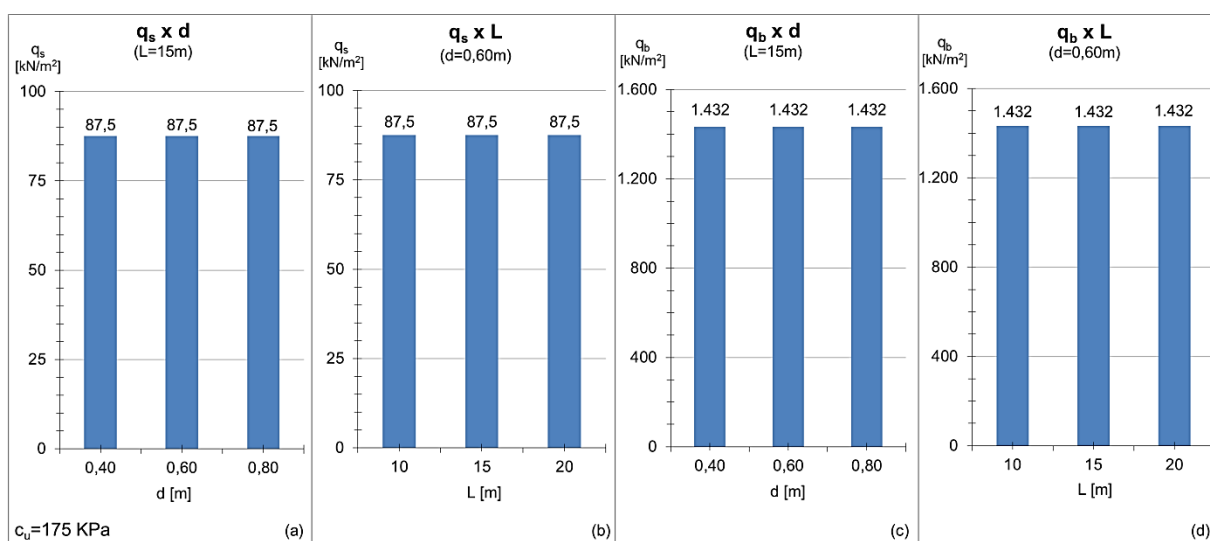 qs x d
(L=15m)
qs
[kN/m²]
100
75
50
25
0
87,5 87,5 87,5
0,40 0,60 0,80
d [m]
cu=175 KPa
(a)
qs x L
(d=0,60m)
qs
[kN/m²]
100
75
50
25
0
87,5 87,5 87,5
10 15 20
L [m]
(b)
qb x d
(L=15m)
qb
[kN/m²]
1.600
1.200
800
400
0
1.432 1.432 1.432
0,40 0,60 0,80
d [m]
(c)
qb x L
(d=0,60m)
qb
[kN/m²]
1.600
1.200
800
400
0
1.432 1.432 1.432
10 15 20
L [m]
(d)